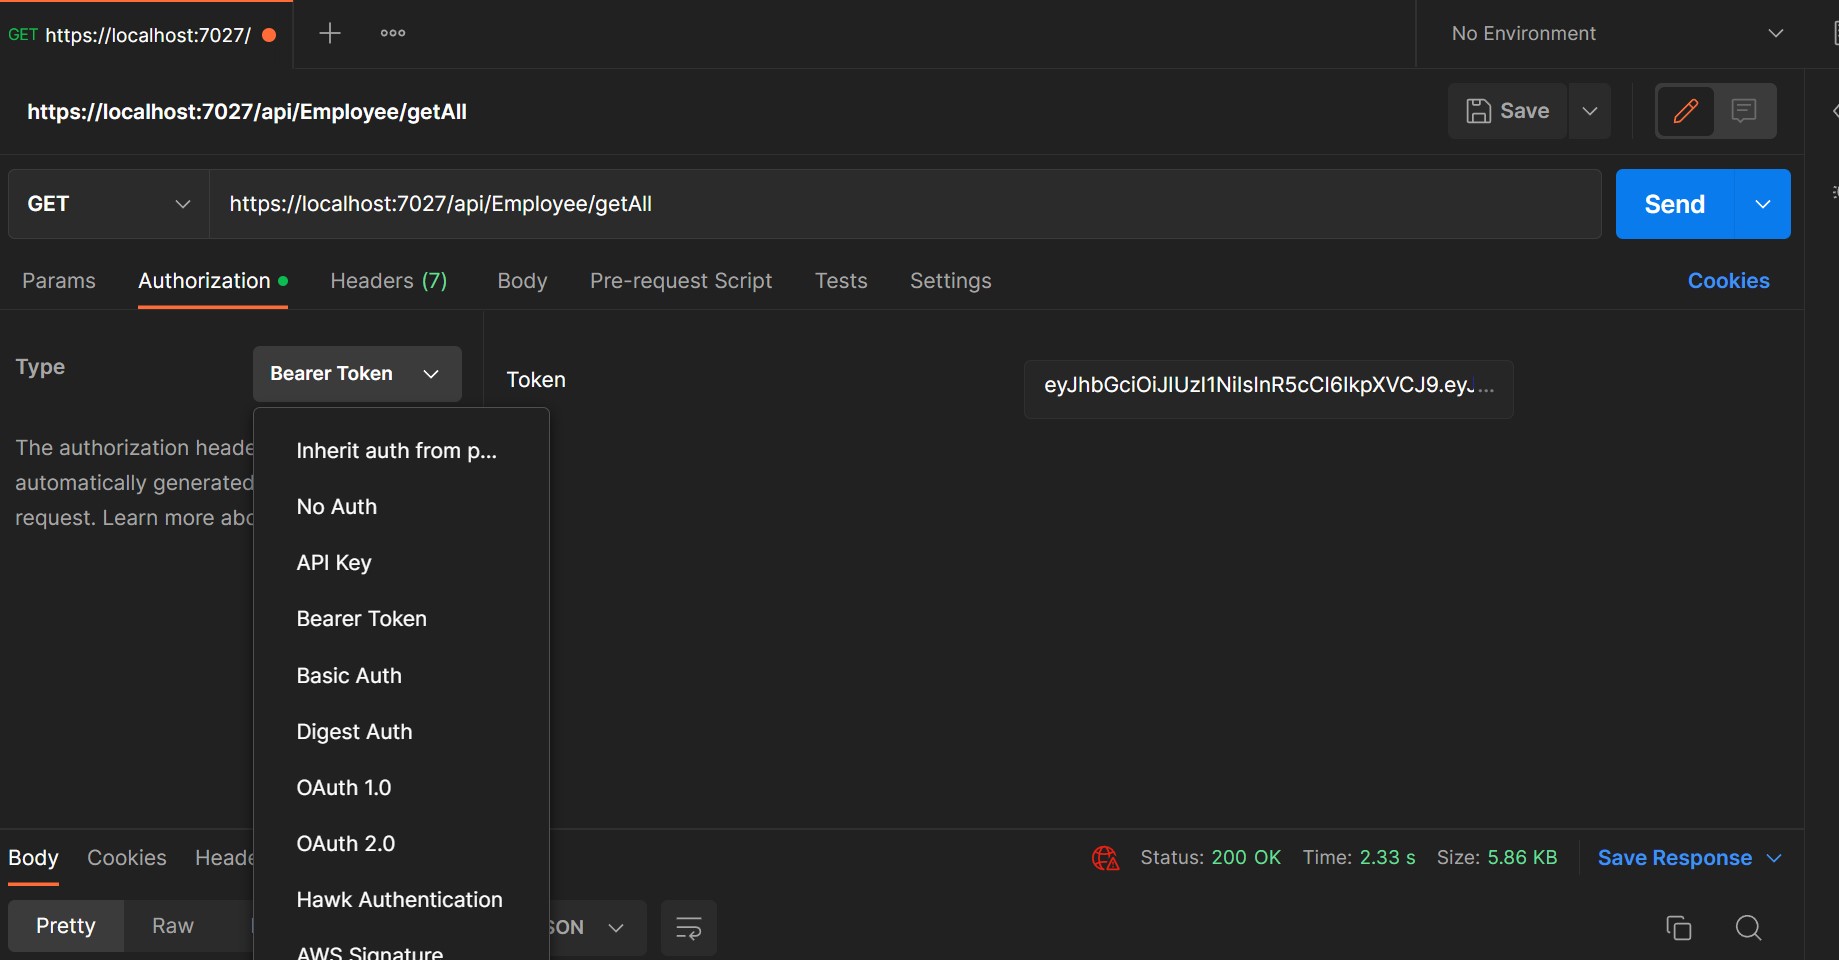 GET https://localhost:7027/
No Environment
https://localhost:7027/api/Employee/getAll
Save
GET
https://localhost:7027/api/Employee/getAll
Send
Params Authorization Headers (7) Body Pre-request Script Tests Settings Cookies
Type
Bearer Token
Token
eyJhbGciOiJIUzI1NiIsInR5cCI6IkpXVCJ9.eyJ...
The authorization heade
automatically generated
request. Learn more abo
Inherit auth from p...
No Auth
API Key
Bearer Token
Basic Auth
Digest Auth
OAuth 1.0
OAuth 2.0
Hawk Authentication
AWS Signature
Body Cookies Heade
Status: 200 OK Time: 2.33 s Size: 5.86 KB Save Response
Pretty Raw
SON